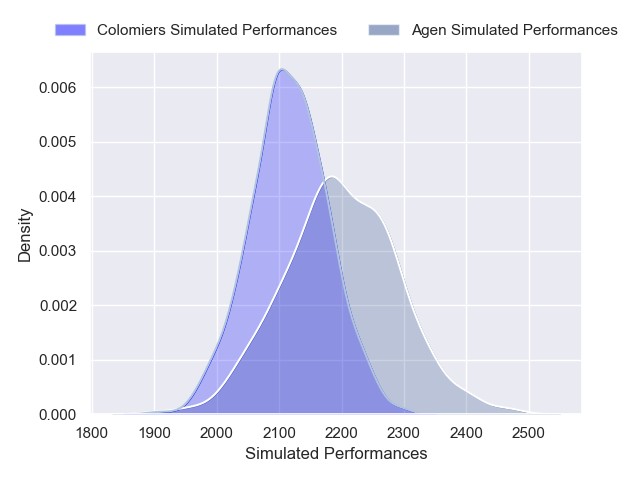 Colomiers Simulated Performances Agen Simulated Performances
0.006
0.005
0.004
0.003
0.002
0.001
0.000
Density
1800 1900 2000 2100 2200 2300 2400 2500
Simulated Performances